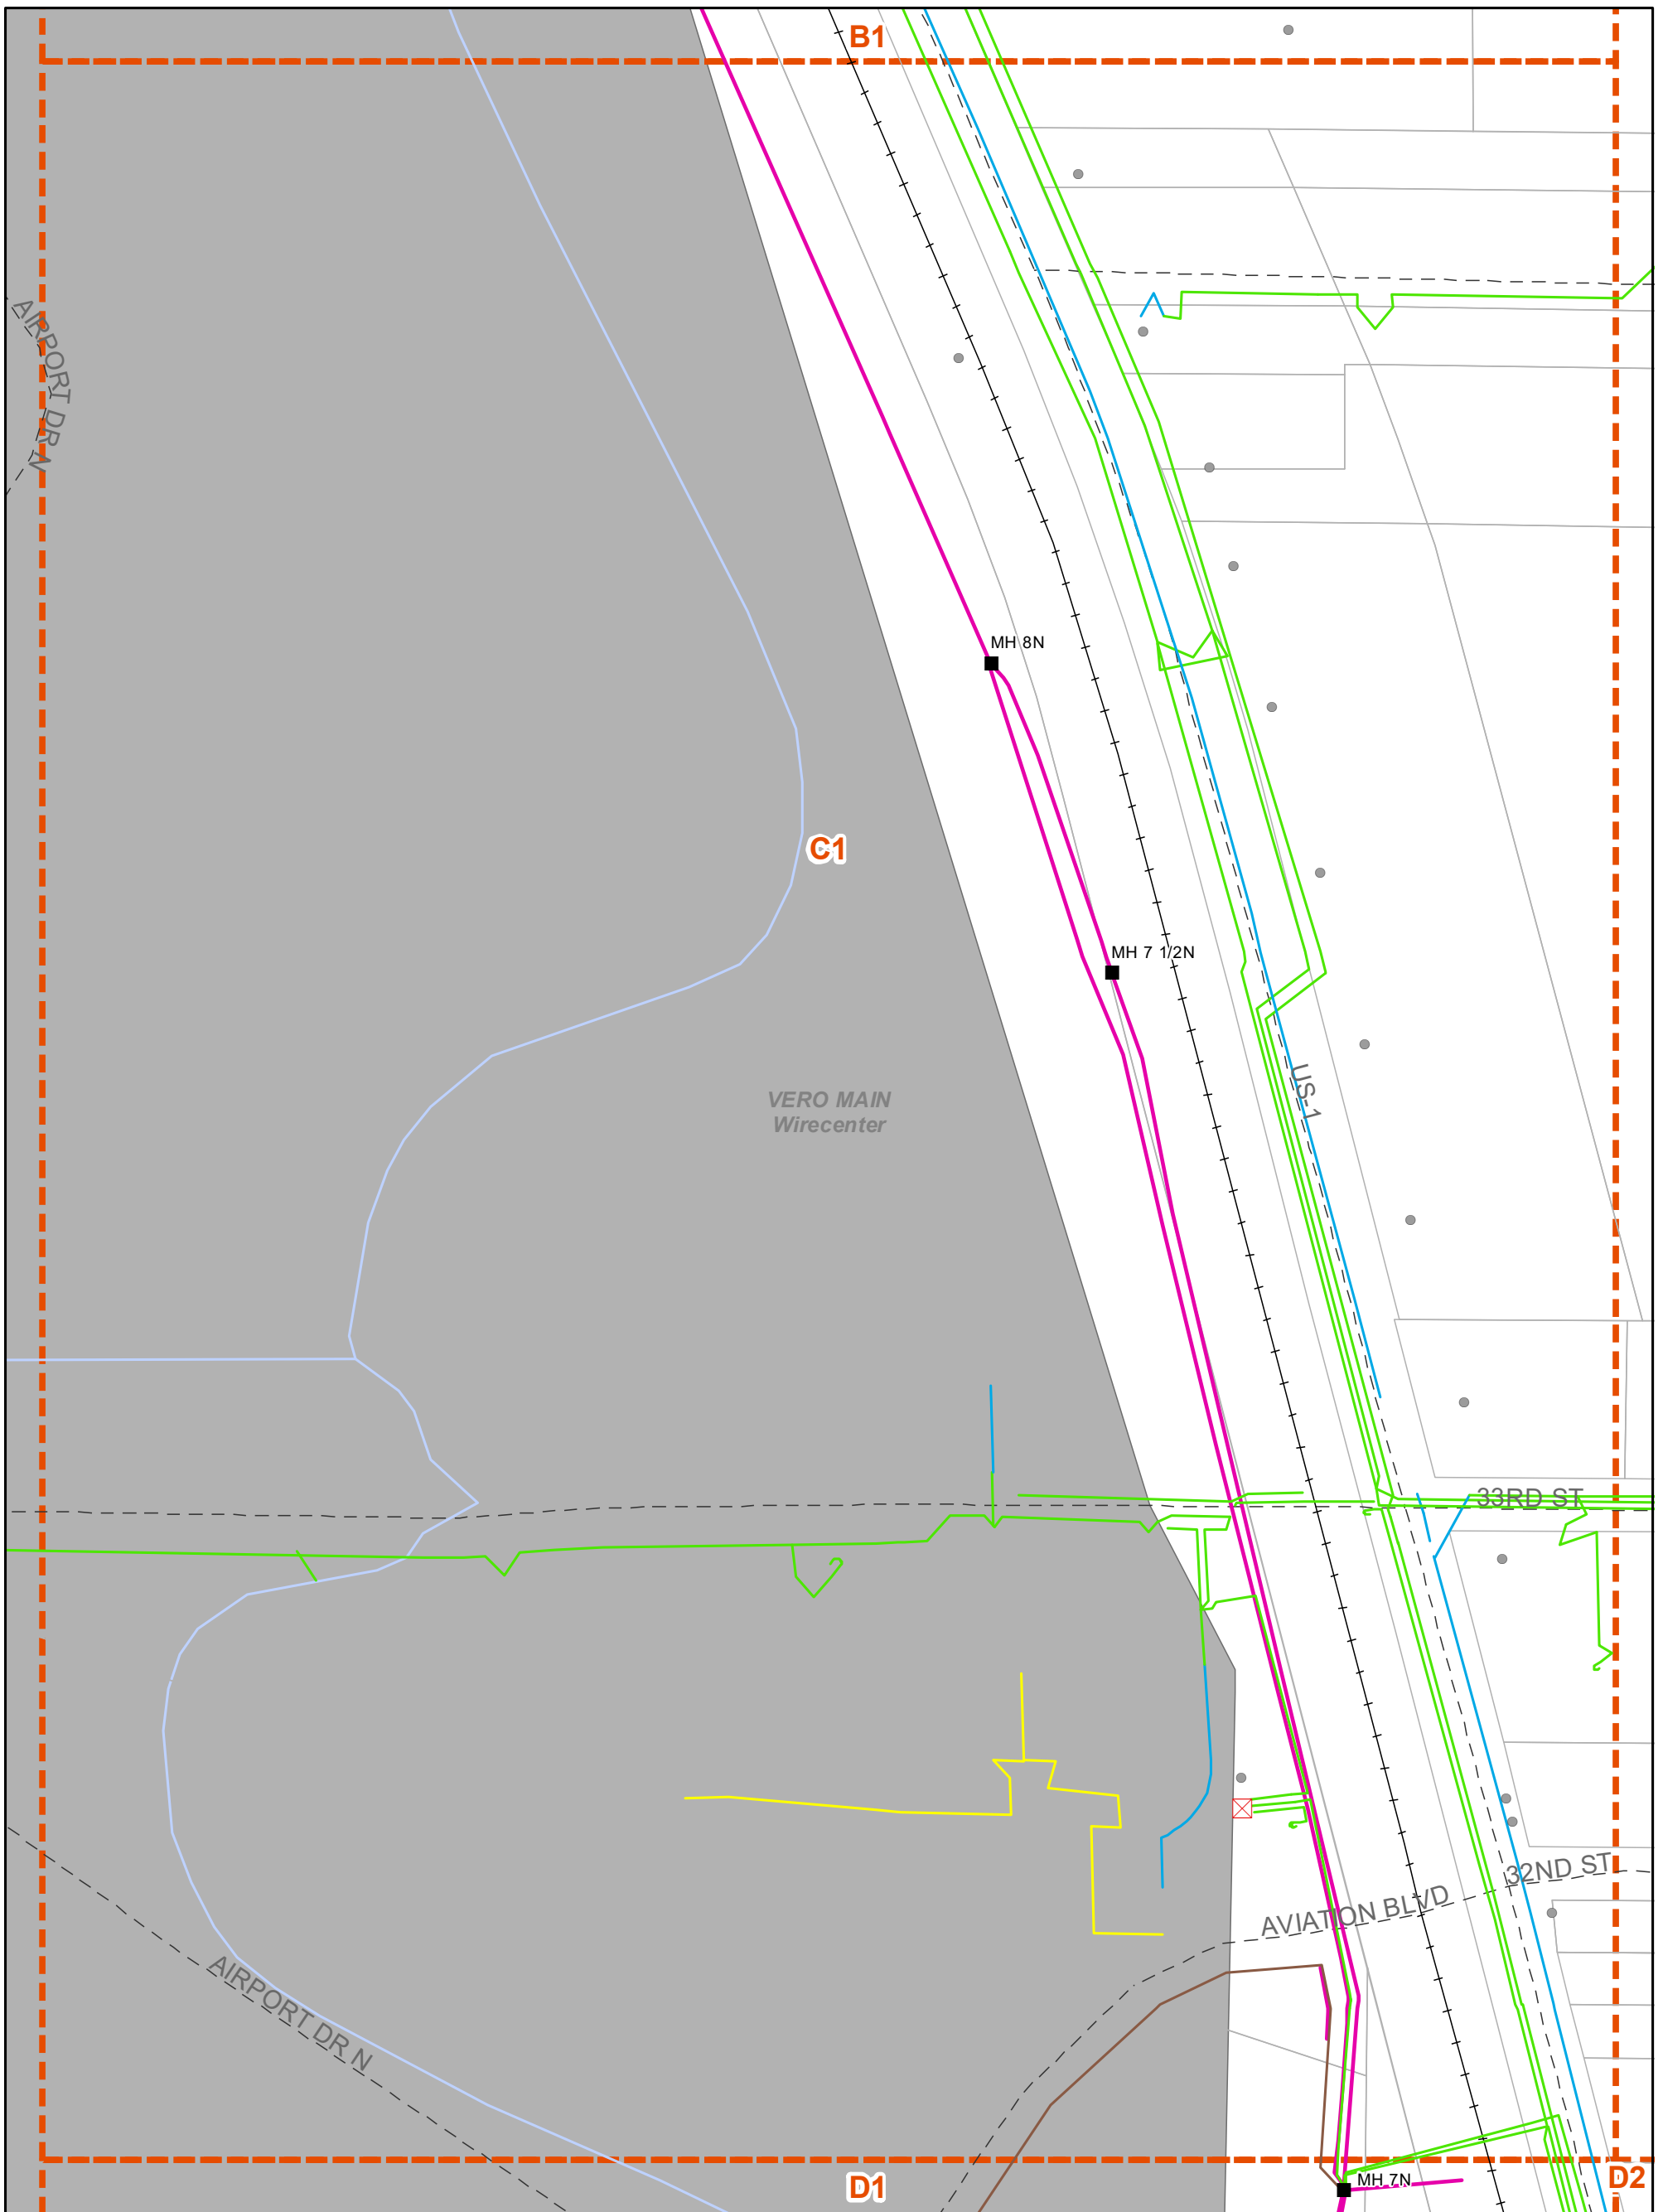 B1
AIRPORT DR N
MH 8N
C1
MH 7 1/2N
US-1
VERO MAIN
Wirecenter
33RD ST
32ND ST
AVIATION BLVD
AIRPORT DR N
MH 7N
D1
D2